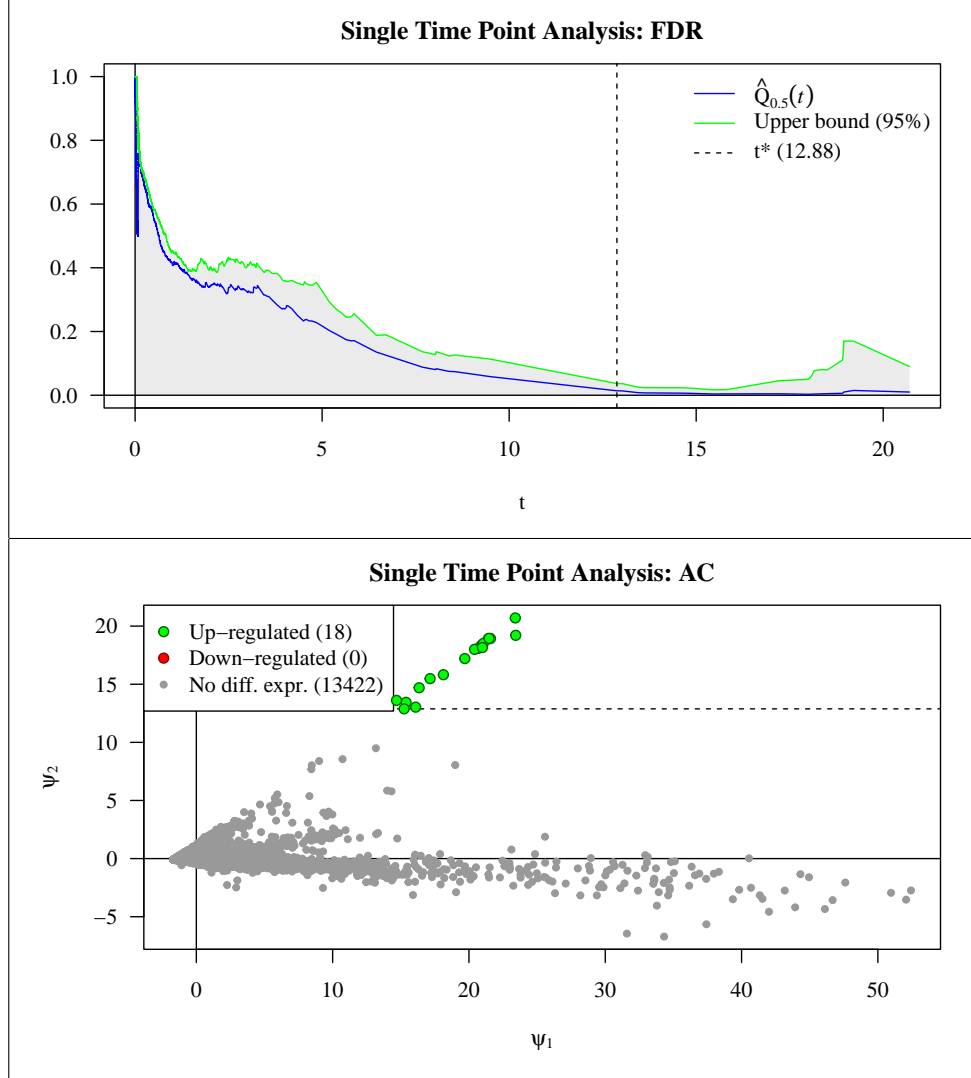 Single Time Point Analysis: FDR
1.0
0.8
0.6
0.4
0.2
0.0
Q̂0.5(t)
Upper bound (95%)
t* (12.88)
0 5 10 15 20
t
Single Time Point Analysis: AC
20
15
10
5
0
−5
Up−regulated (18)
Down−regulated (0)
No diff. expr. (13422)
ψ2
0 10 20 30 40 50
ψ1